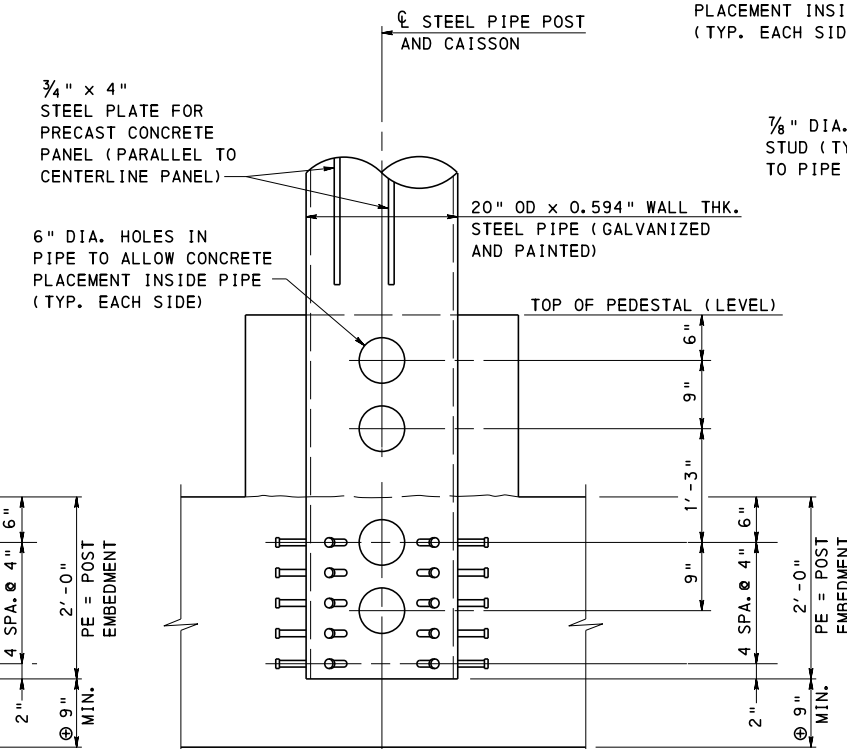 ℄ STEEL PIPE POST
AND CAISSON
PLACEMENT INSI
(TYP. EACH SID
¾" x 4"
STEEL PLATE FOR
PRECAST CONCRETE
PANEL (PARALLEL TO
CENTERLINE PANEL)
⅞" DIA.
STUD (TY
TO PIPE
20" OD x 0.594" WALL THK.
STEEL PIPE (GALVANIZED
AND PAINTED)
6" DIA. HOLES IN
PIPE TO ALLOW CONCRETE
PLACEMENT INSIDE PIPE
(TYP. EACH SIDE)
TOP OF PEDESTAL (LEVEL)
6"
9"
1'-3"
9"
6"
4 SPA. @ 4"
2"
2'-0"
PE = POST
EMBEDMENT
⊕ 9"
MIN.
6"
4 SPA. @ 4"
2"
2'-0"
PE = POST
EMBEDMENT
⊕ 9"
MIN.